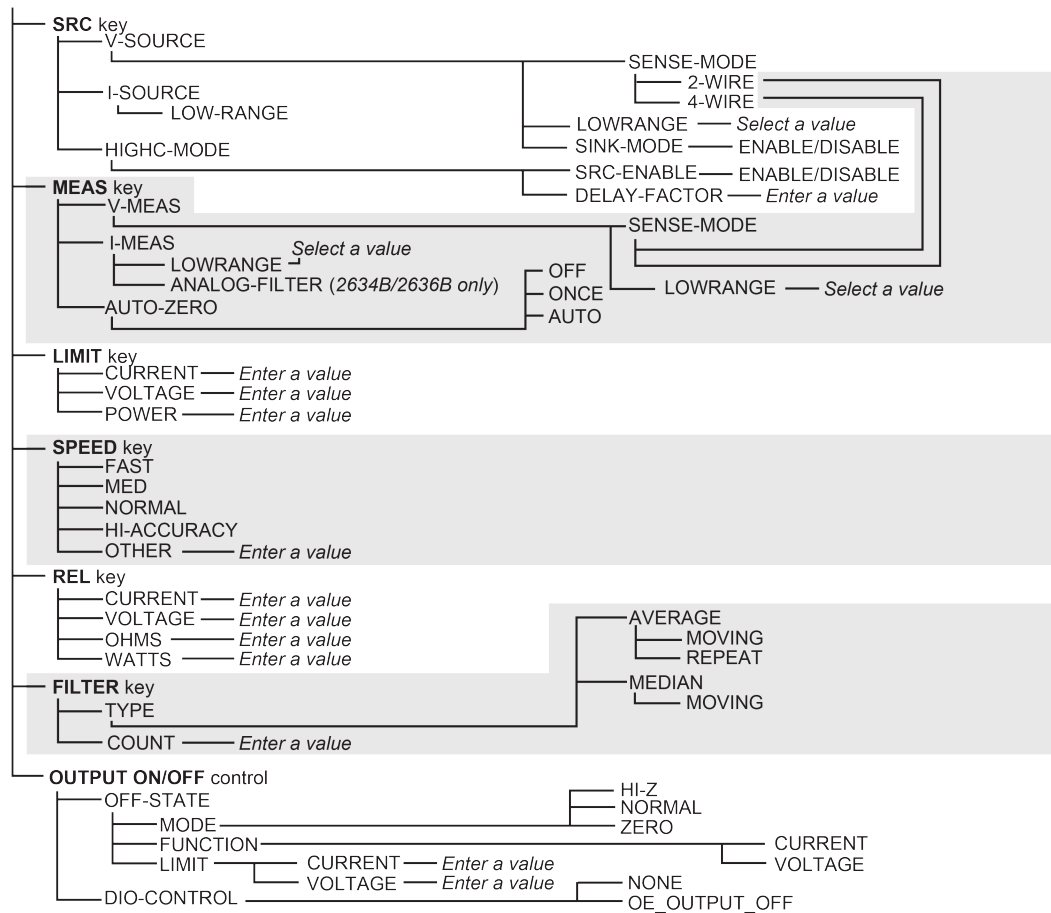 SRC key
V-SOURCE
SENSE-MODE
2-WIRE
4-WIRE
I-SOURCE
LOW-RANGE
LOWRANGE Select a value
SINK-MODE ENABLE/DISABLE
HIGHC-MODE
SRC-ENABLE ENABLE/DISABLE
DELAY-FACTOR Enter a value
MEAS key
V-MEAS
SENSE-MODE
I-MEAS
Select a value
LOWRANGE
ANALOG-FILTER (2634B/2636B only)
OFF
ONCE
AUTO
LOWRANGE Select a value
AUTO-ZERO
LIMIT key
CURRENT Enter a value
VOLTAGE Enter a value
POWER Enter a value
SPEED key
FAST
MED
NORMAL
HI-ACCURACY
OTHER Enter a value
REL key
CURRENT Enter a value
VOLTAGE Enter a value
OHMS Enter a value
WATTS Enter a value
AVERAGE
MOVING
REPEAT
MEDIAN
MOVING
FILTER key
TYPE
COUNT Enter a value
OUTPUT ON/OFF control
OFF-STATE
HI-Z
NORMAL
MODE ZERO
FUNCTION CURRENT
VOLTAGE
LIMIT CURRENT Enter a value
VOLTAGE Enter a value
DIO-CONTROL NONE
OE_OUTPUT_OFF